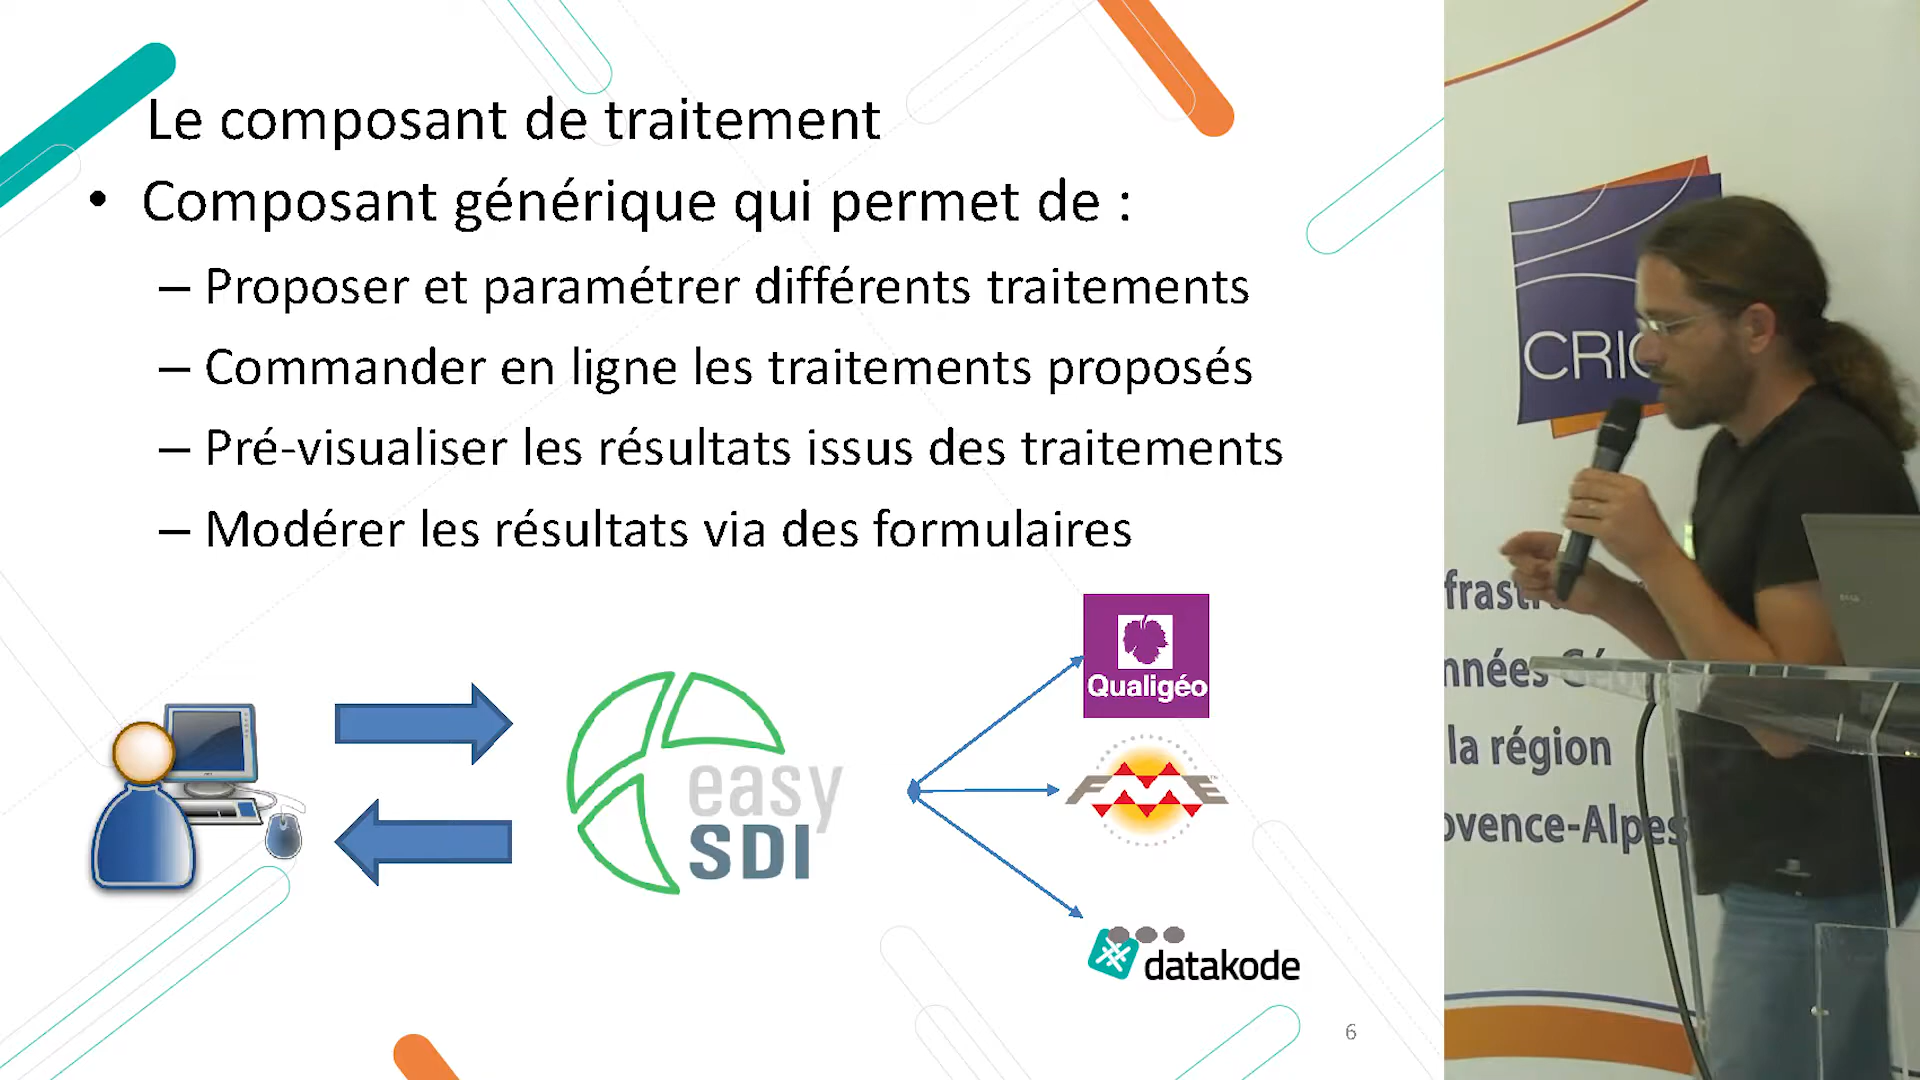 Le composant de traitement
• Composant générique qui permet de :
– Proposer et paramétrer différents traitements
– Commander en ligne les traitements proposés
– Pré-visualiser les résultats issus des traitements
– Modérer les résultats via des formulaires
Qualigéo
easy
SDI
FME
datakode
6
CRIG
la région